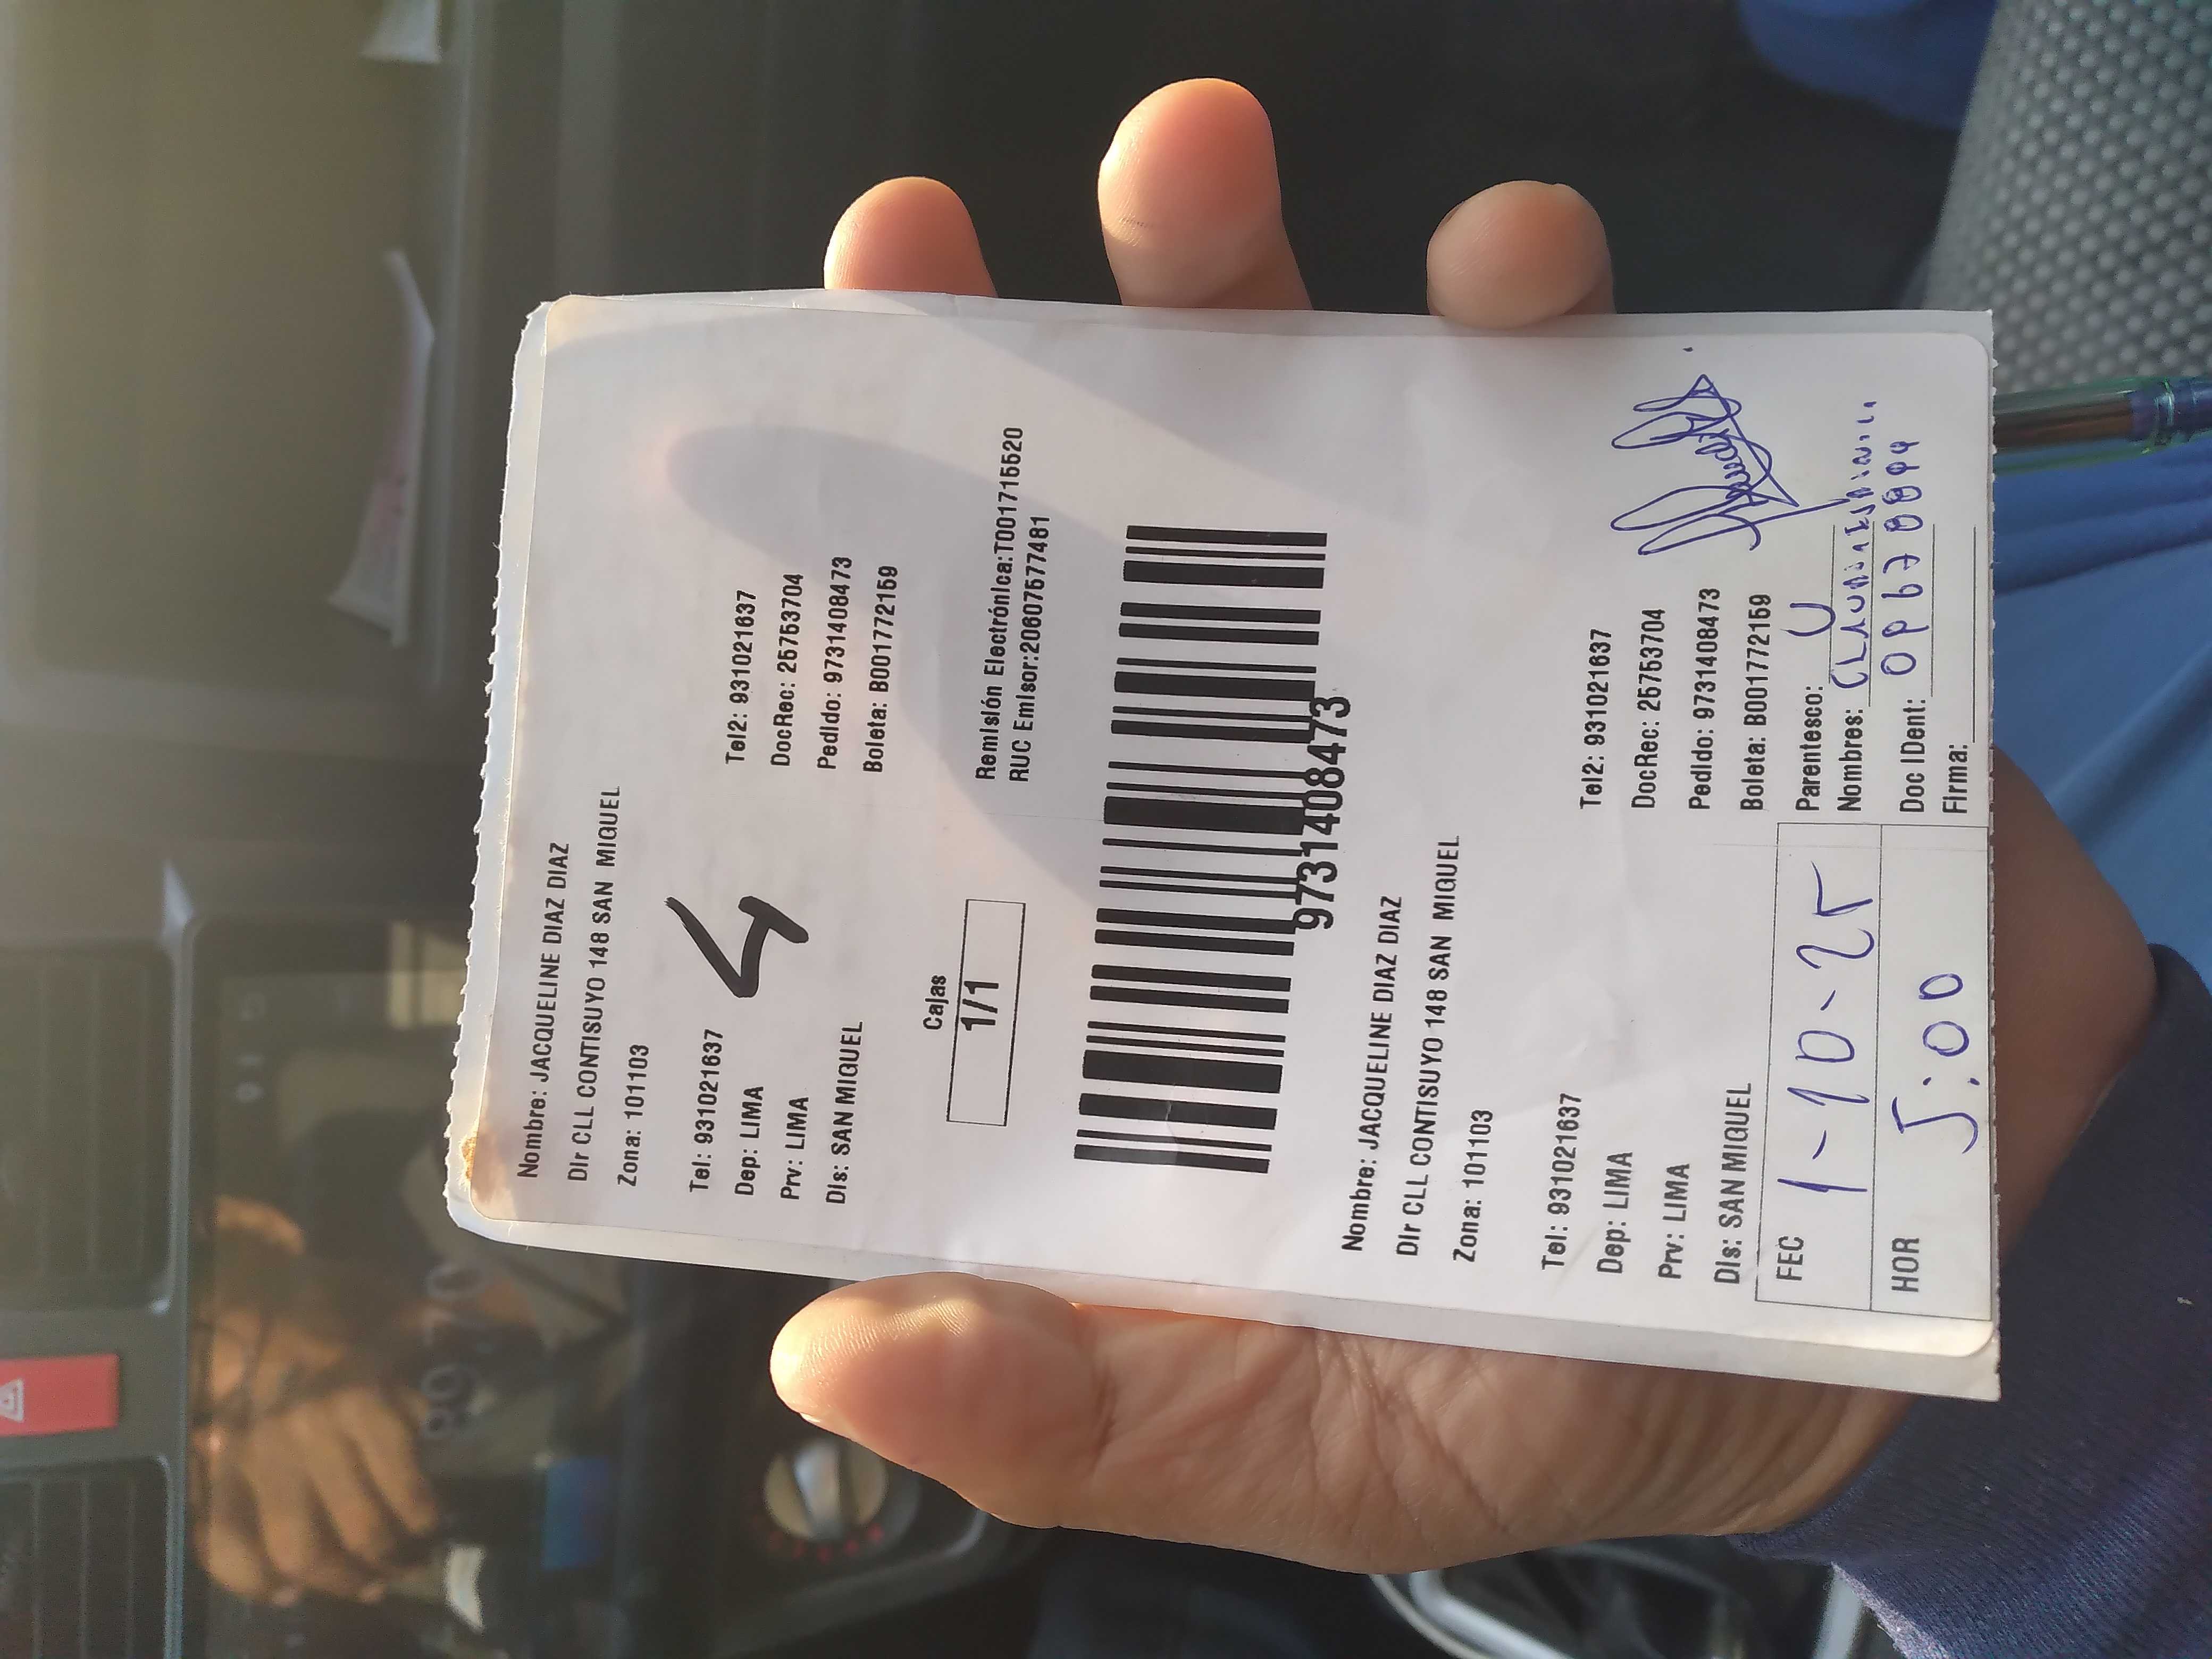 Nombre: JACQUELINE DIAZ DIAZ
Dir CLL CONTISUYO 148 SAN MIGUEL
Zona: 101103
4
Tel: 931021637 Tel2: 931021637
Dep: LIMA DocRec: 25753704
Prv: LIMA Pedido: 97314084 73
Dis: SAN MIGUEL Boleta: B001772159
Cajas
1/1
Remisión Electrónica:T001715520
RUC Emisor:20607577481
9731408473
Nombre: JACQUELINE DIAZ DIAZ
Dir CLL CONTISUYO 148 SAN MIGUEL
Zona: 101103
Tel: 931021637 Tel2: 931021637
Dep: LIMA DocRec: 25753704
Prv: LIMA Pedido: 9731408473
Dis: SAN MIGUEL Boleta: B001772159
FEC 1-10-25
HOR 5:00
Parentesco: U
Nombres:
Doc IDent:
Firma: